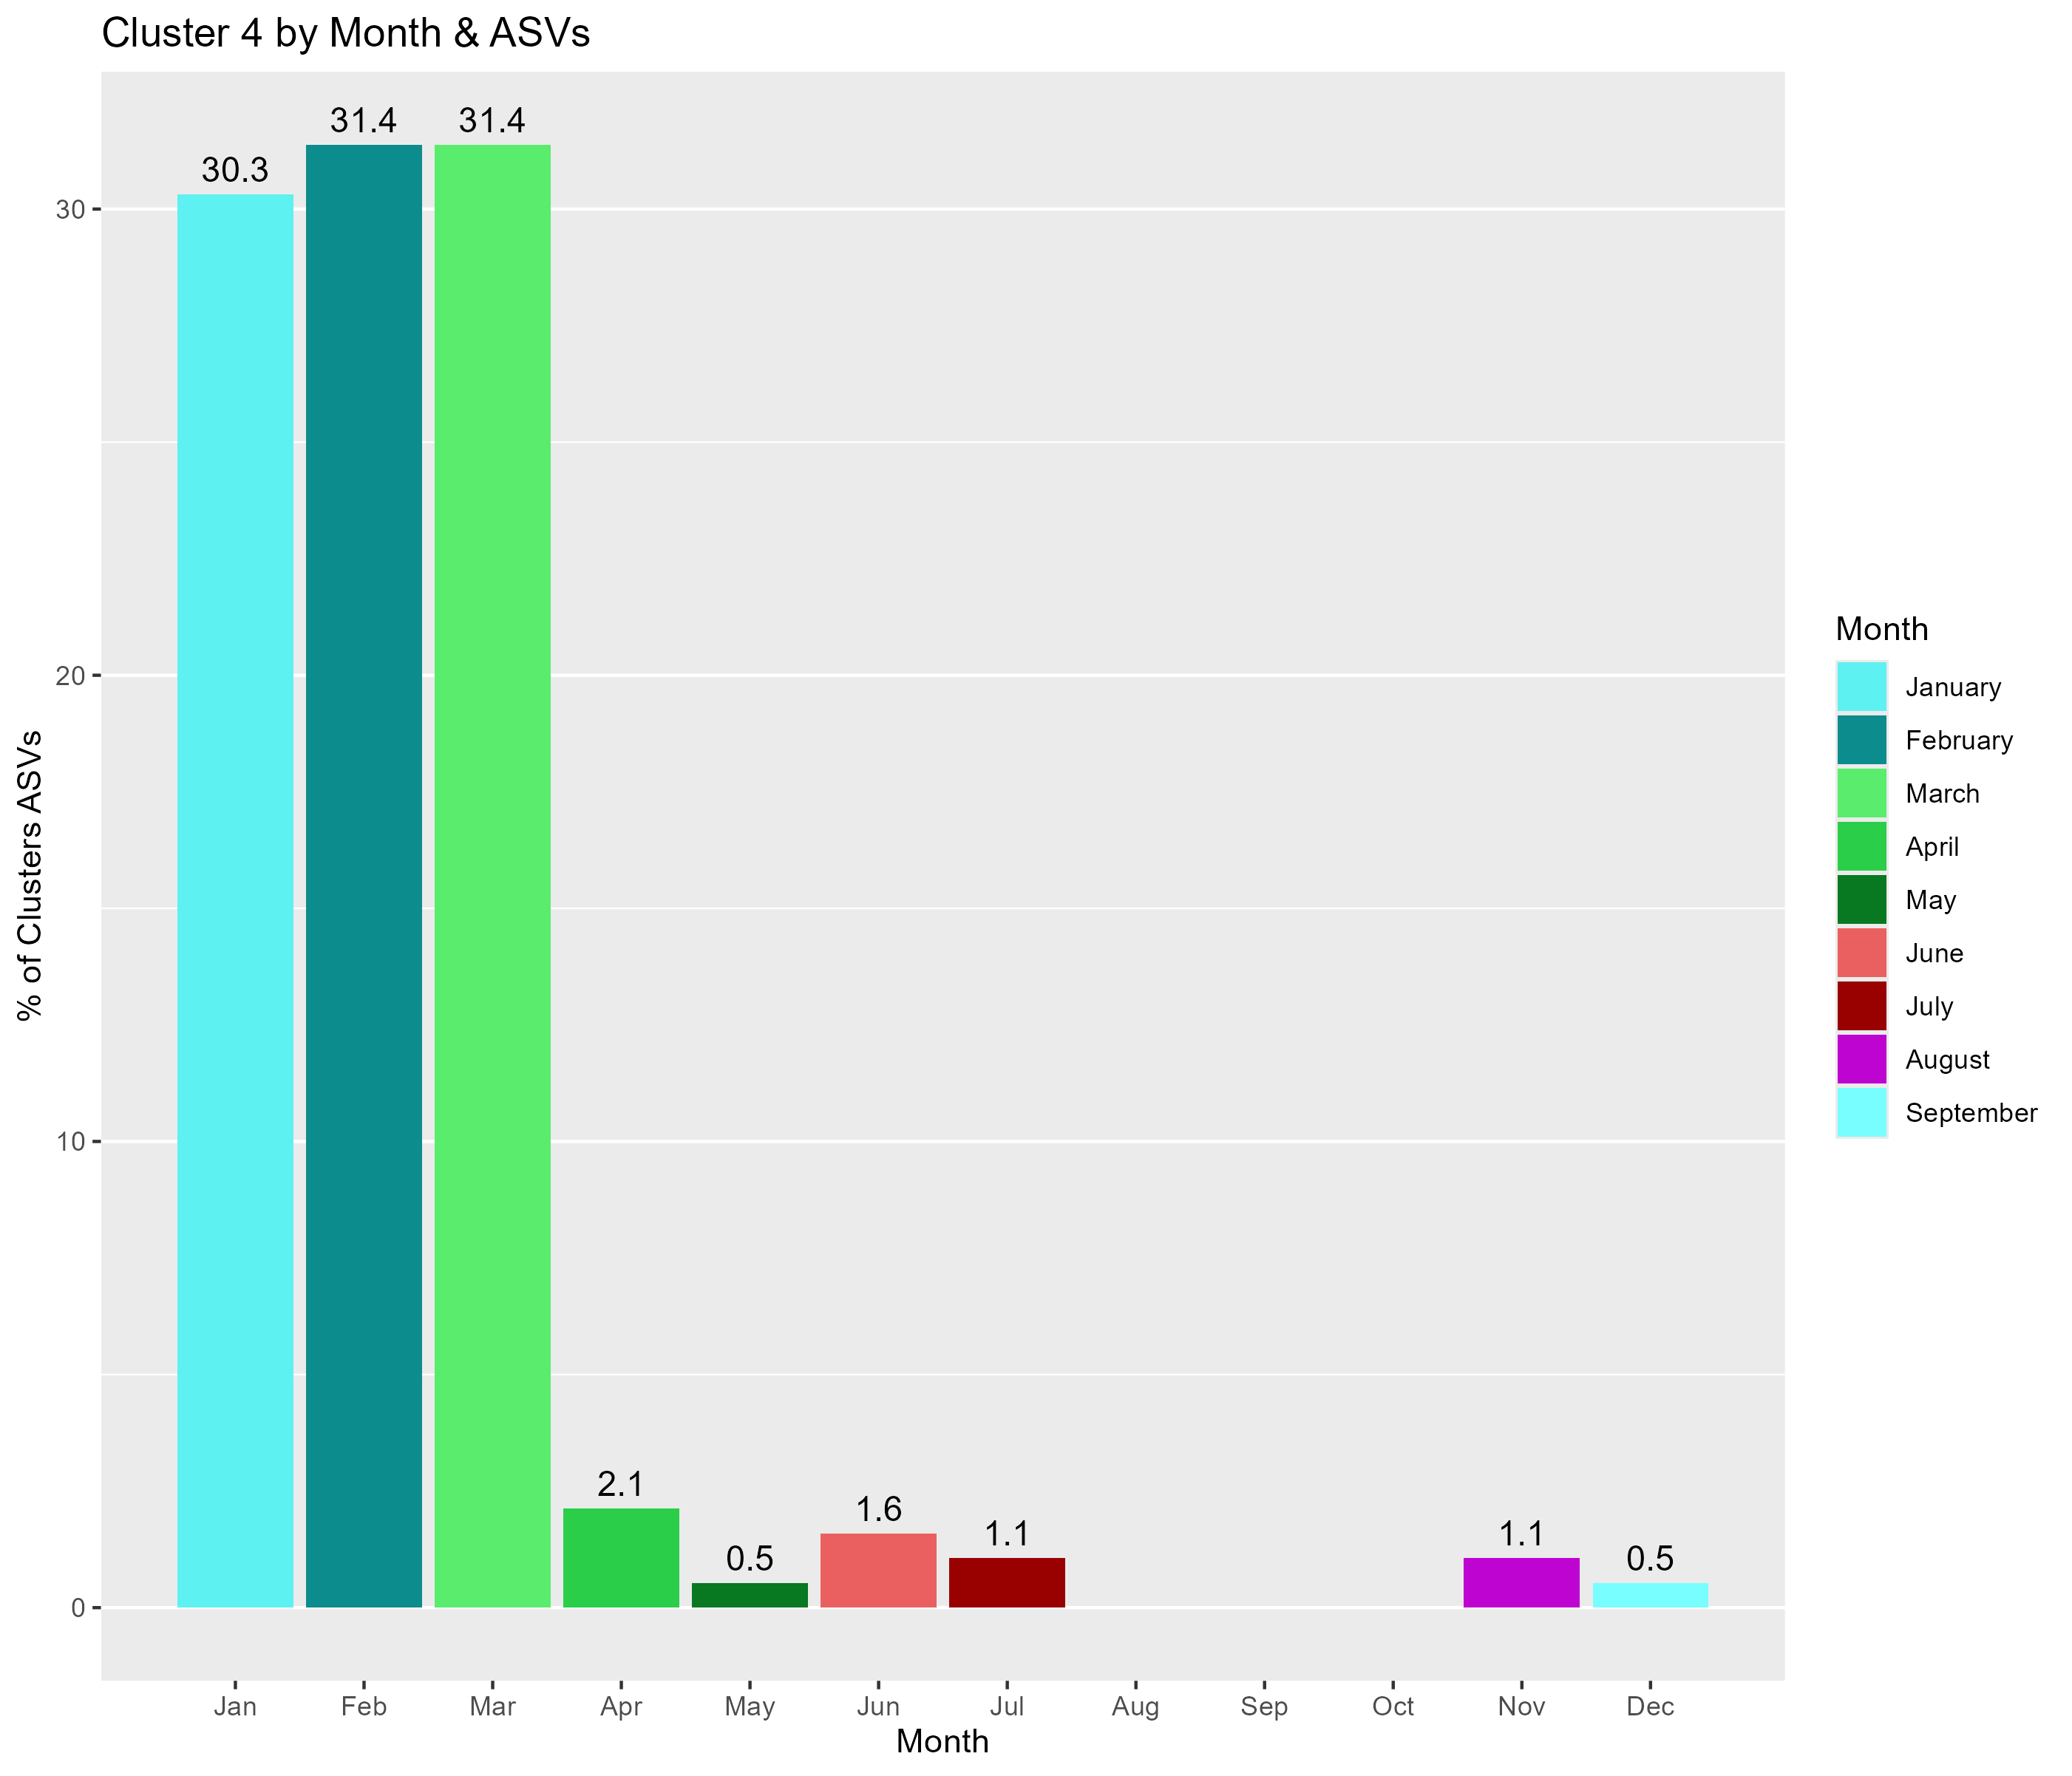 Cluster 4 by Month & ASVs
30.3
31.4
31.4
2.1
0.5
1.6
1.1
1.1
0.5
30
20
10
0
% of Clusters ASVs
Jan
Feb
Mar
Apr
May
Jun
Jul
Aug
Sep
Oct
Nov
Dec
Month
Month
January
February
March
April
May
June
July
August
September